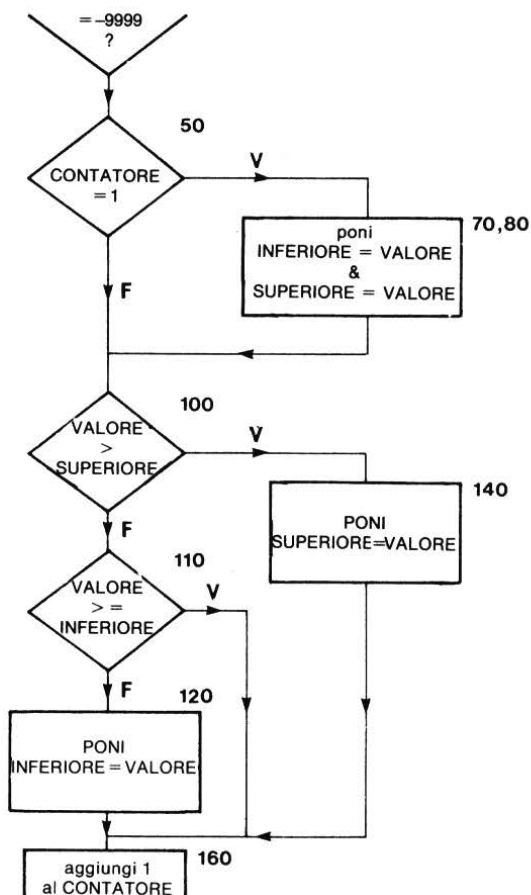 = -9999
?
50
CONTATORE
= 1
V
70,80
poni
INFERIORE = VALORE
&
SUPERIORE = VALORE
F
100
VALORE
>
SUPERIORE
V
140
PONI
SUPERIORE=VALORE
F
110
VALORE
> =
INFERIORE
V
F
120
PONI
INFERIORE = VALORE
160
aggiungi 1
al CONTATORE